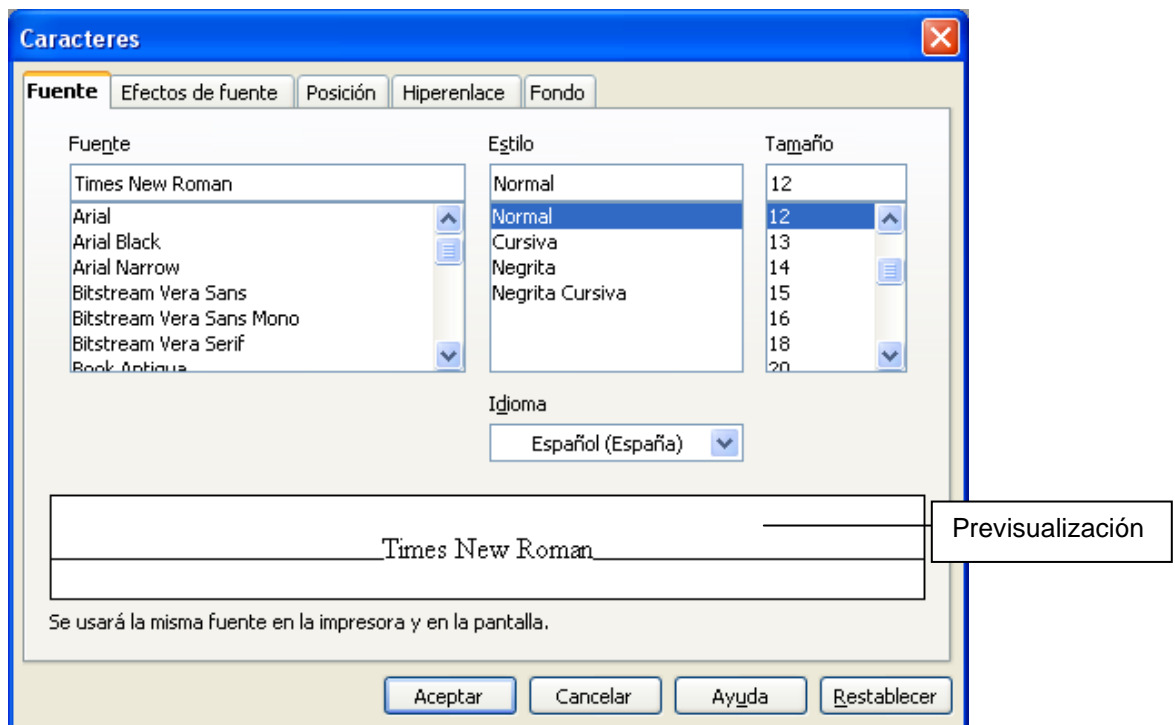 Caracteres
Fuente Efectos de fuente Posición Hiperenlace Fondo
Fuente Estilo Tamaño
Times New Roman Normal 12
Arial Normal 12
Arial Black Cursiva 13
Arial Narrow Negrita 14
Bitstream Vera Sans Negrita Cursiva 15
Bitstream Vera Sans Mono 16
Bitstream Vera Serif 18
Book Antiqua 20
Idioma
Español (España)
Previsualización
Times New Roman
Se usará la misma fuente en la impresora y en la pantalla.
Aceptar Cancelar Ayuda Restablecer